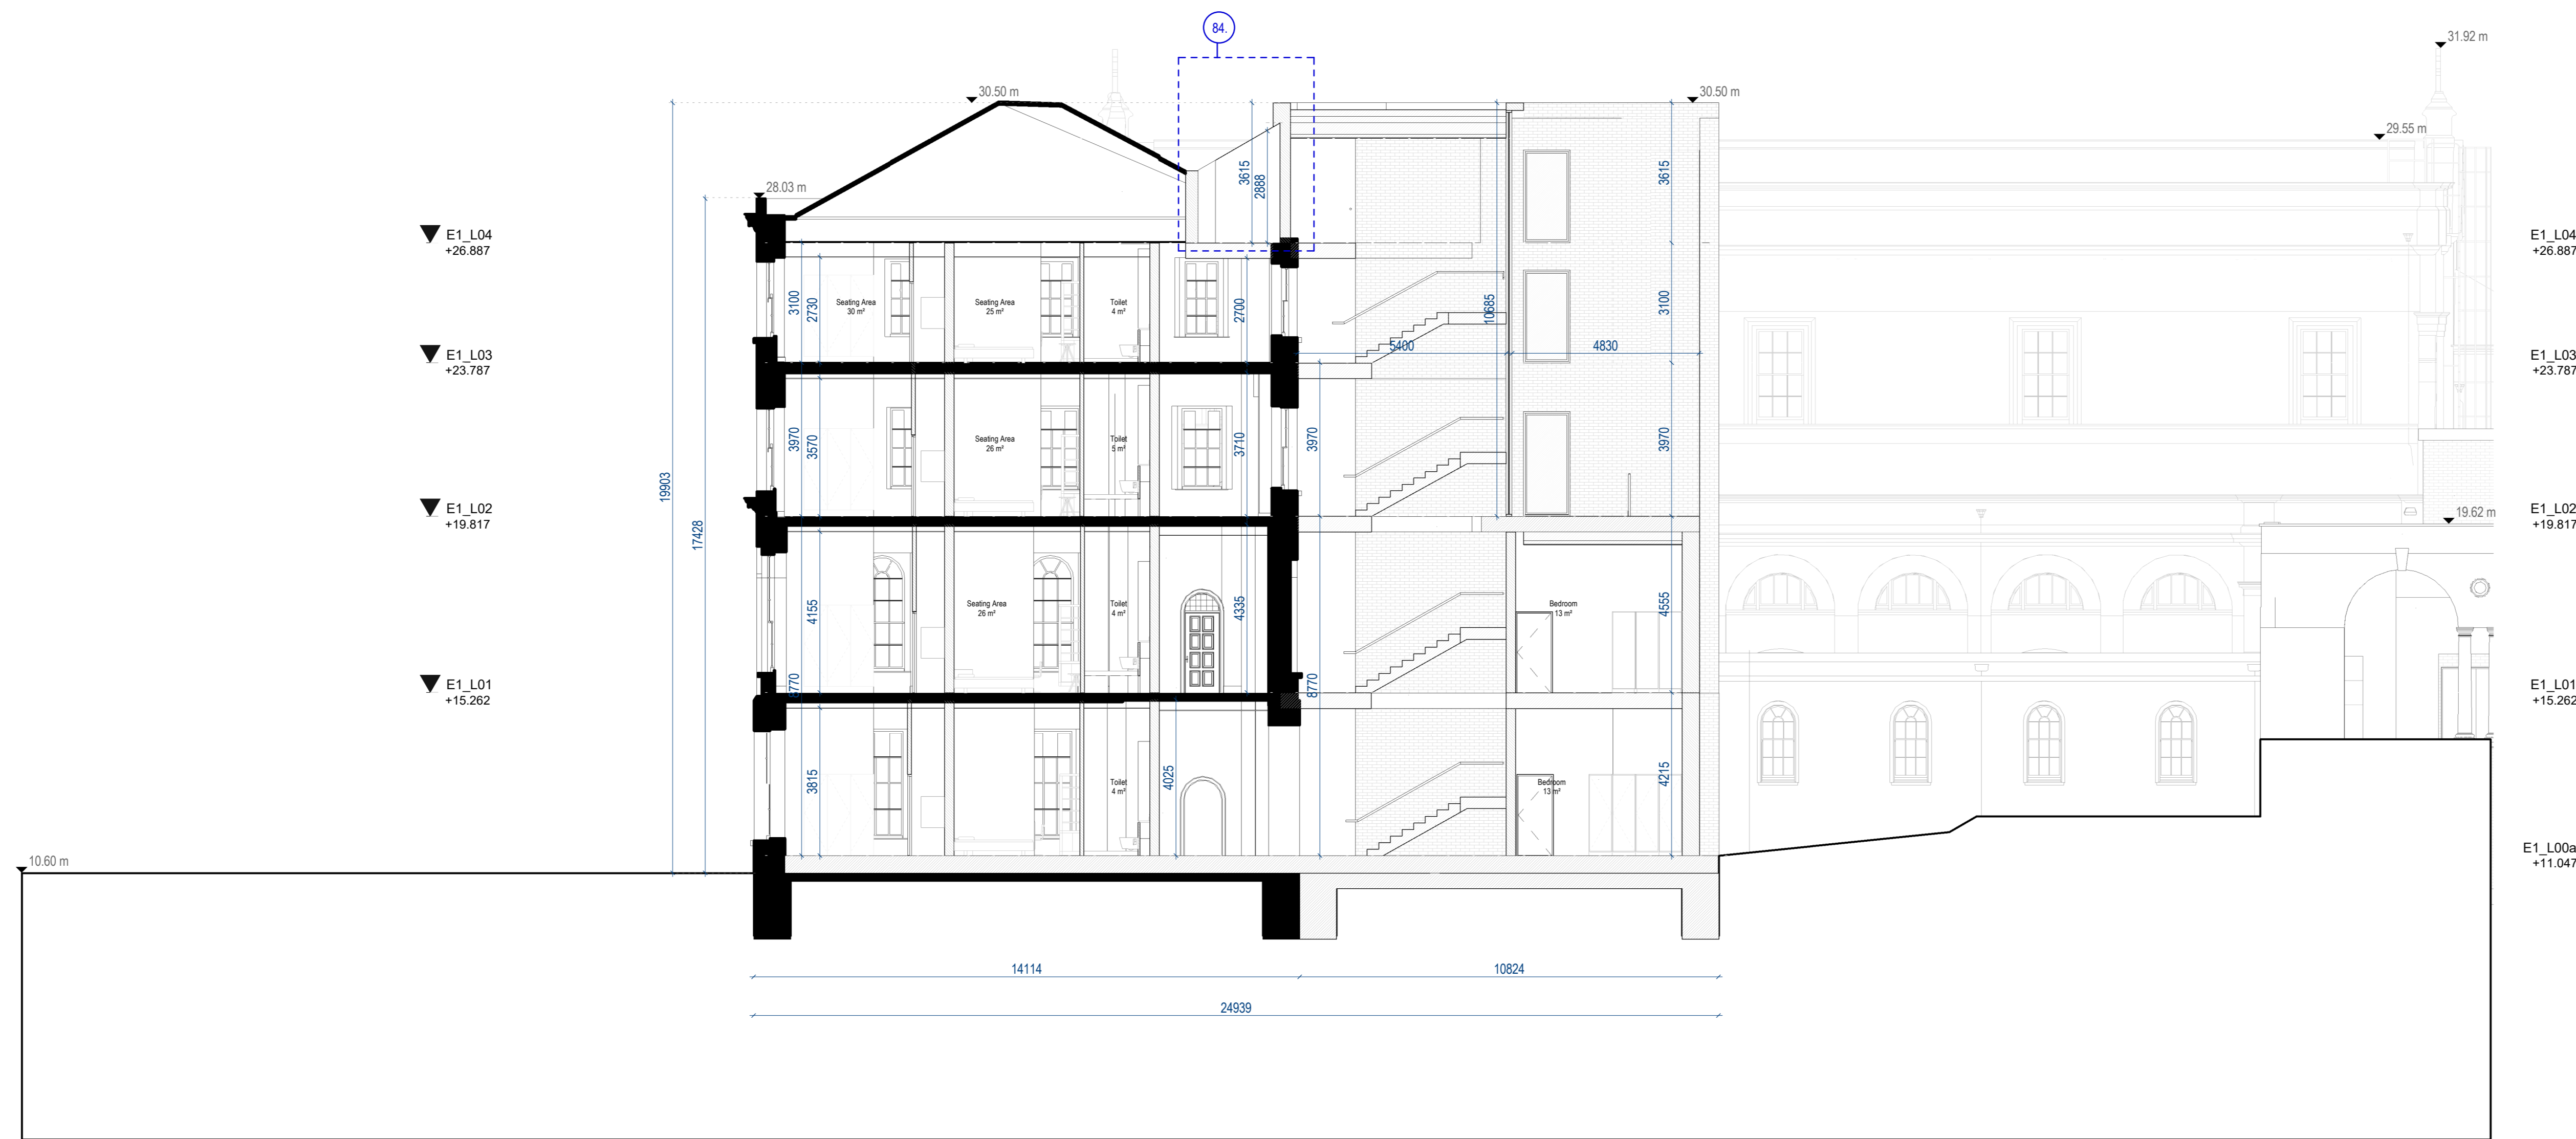 84.
31.92 m
30.50 m
30.50 m
29.55 m
28.03 m
E1_L04
+26.887
E1_L04
+26.887
3615
2888
3615
3100
2730
Seating Area
30 m²
Seating Area
25 m²
Toilet
4 m²
2700
10685
3100
E1_L03
+23.787
5400
4830
E1_L03
+23.787
19903
3970
3570
Seating Area
26 m²
Toilet
5 m²
3710
3970
3970
E1_L02
+19.817
19.62 m
E1_L02
+19.817
17428
4155
Seating Area
26 m²
Toilet
4 m²
4335
Bedroom
13 m²
4555
E1_L01
+15.262
8770
8770
E1_L01
+15.262
3815
Toilet
4 m²
4025
Bedroom
13 m²
4215
10.60 m
E1_L00a
+11.047
14114
10824
24939